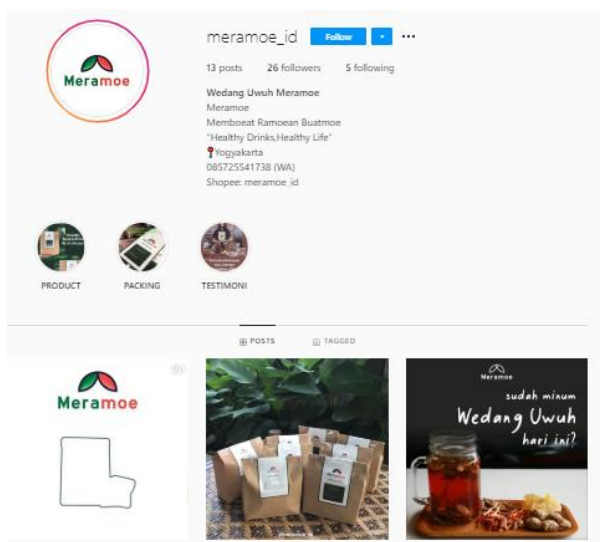 meramoe_id Follow
13 posts 26 followers 5 following
Wedang Uwuh Meramoe
Meramoe
Memboeat Ramoean Buatmoe
"Healthy Drinks,Healthy Life"
Yogyakarta
085725541738 (WA)
Shopee: meramoe_id
Meramoe
PRODUCT PACKING TESTIMONI
POSTS TAGGED
Meramoe
Meramoe
sudah minum
Wedang Uwuh
hari ini?